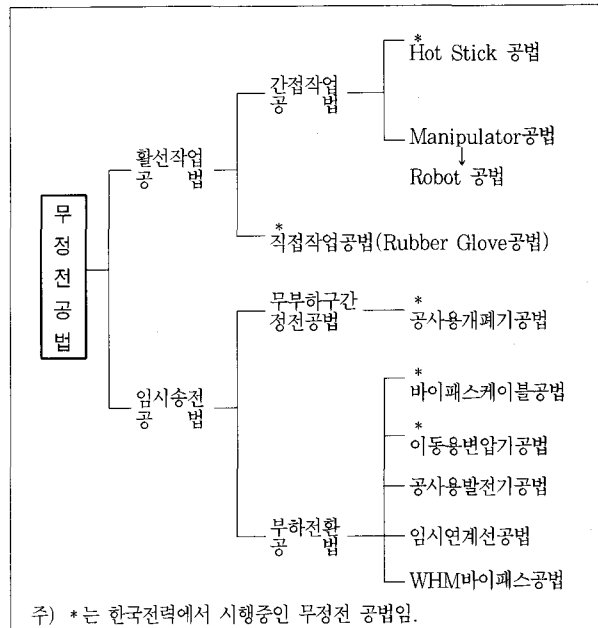 *
Hot Stick 공법
간접작업
공 법
Manipulator공법
↓
Robot 공법
활선작업
공 법
*
직접작업공법(Rubber Glove공법)
무정전공법
무부하구간
정전공법
*
공사용개폐기공법
임시송전
공 법
*
바이패스케이블공법
*
이동용변압기공법
공사용발전기공법
부하전환
공 법
임시연계선공법
WHM바이패스공법
주) *는 한국전력에서 시행중인 무정전 공법임.